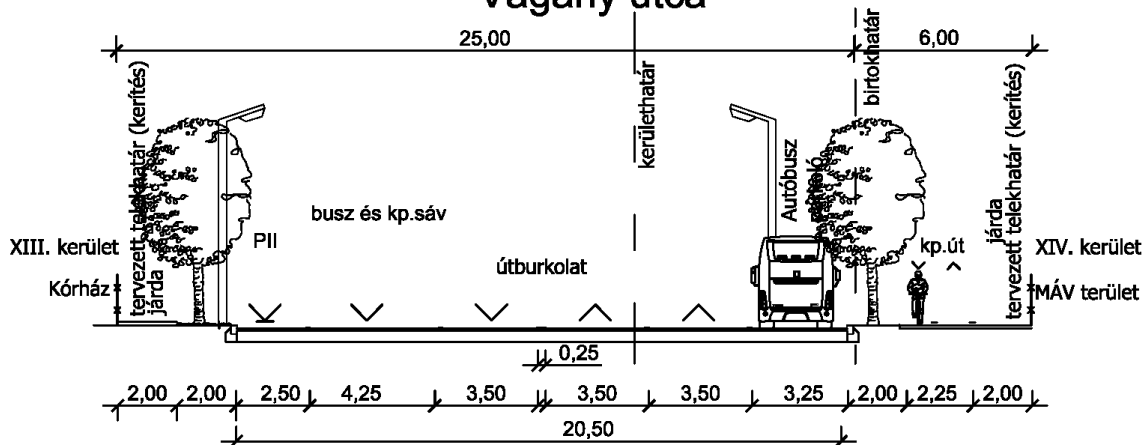 Vágány utca
25,00
6,00
tervezett telekhatár (kerítés)
járda
kerülethatár
birtokhatár
Autóbusz
járda
tervezett telekhatár (kerítés)
busz és kp.sáv
PII
útburkolat
kp.út
XIII. kerület
Kórház
XIV. kerület
MÁV terület
0,25
2,00 2,00 2,50 4,25 3,50 3,50 3,50 3,25 2,00 2,25 2,00
20,50